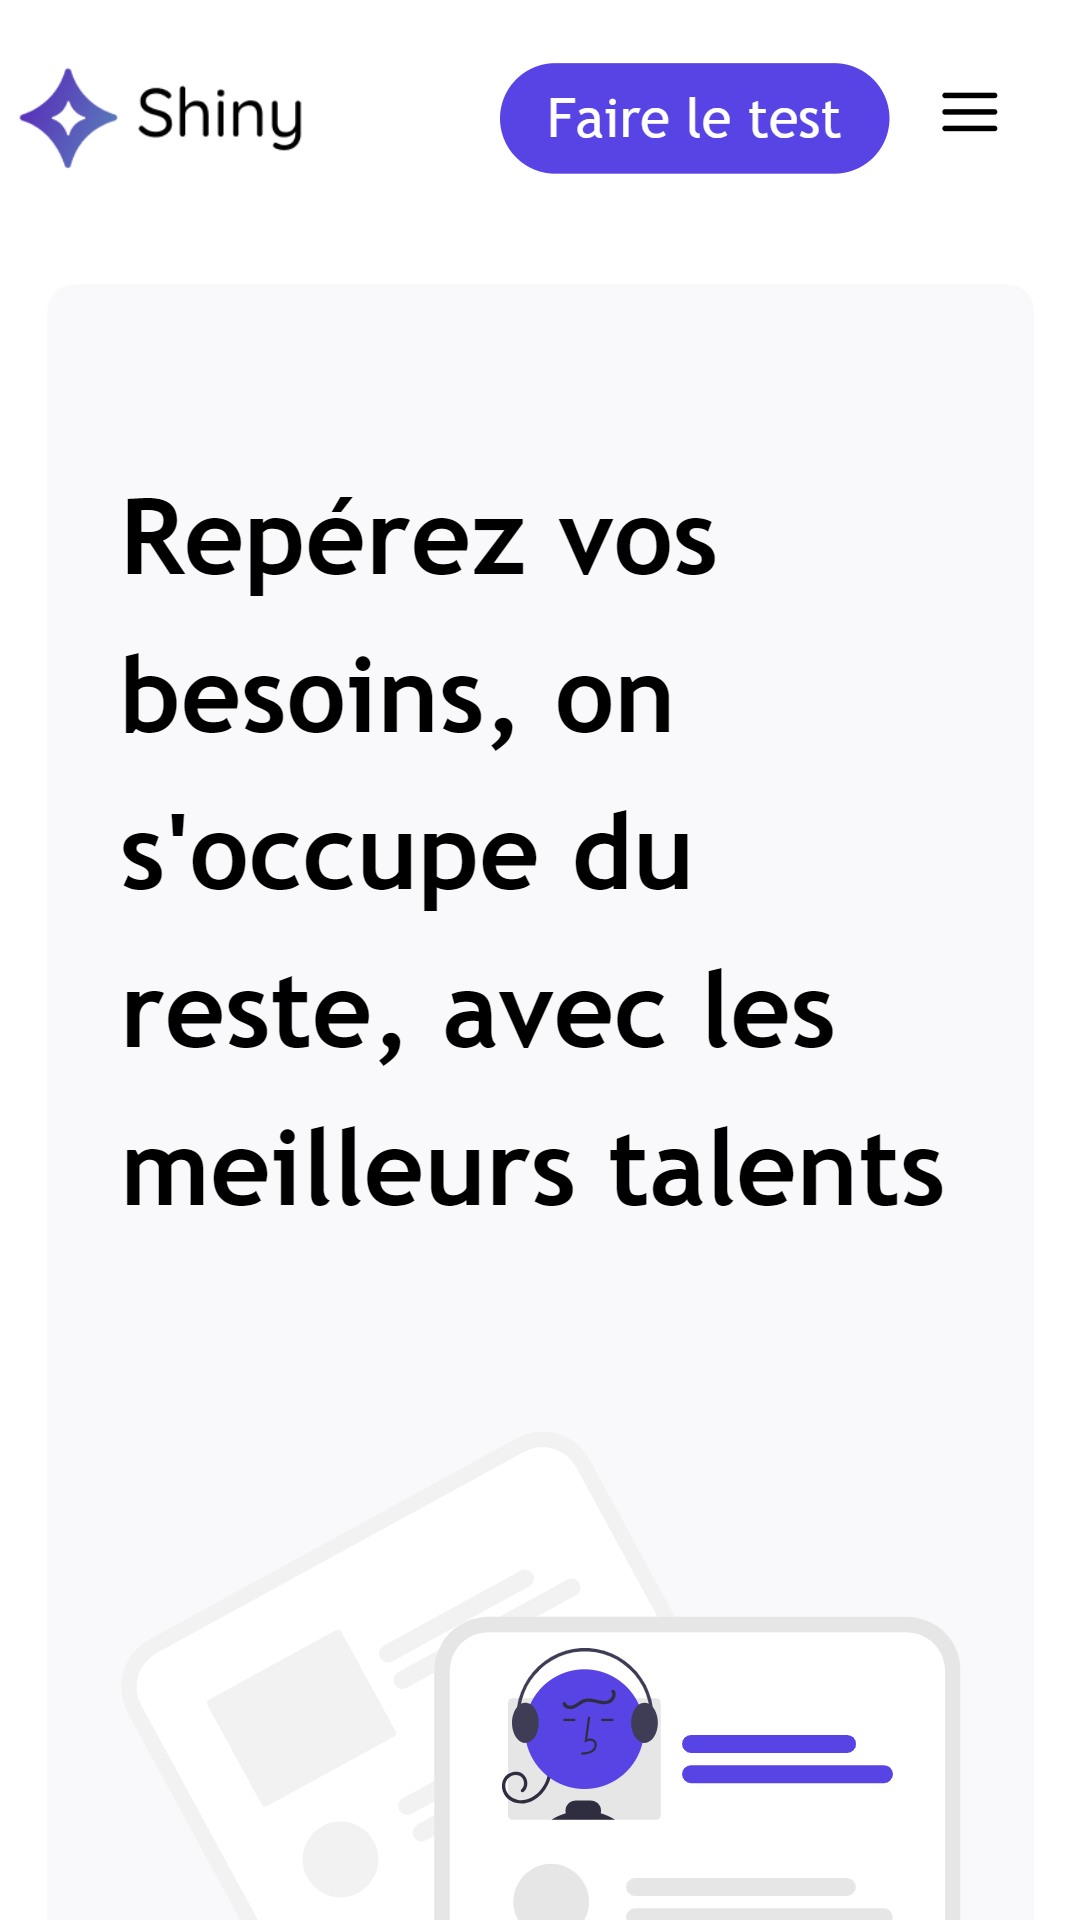 Shiny
Faire le test
Repérez vos
besoins, on
s'occupe du
reste, avec les
meilleurs talents